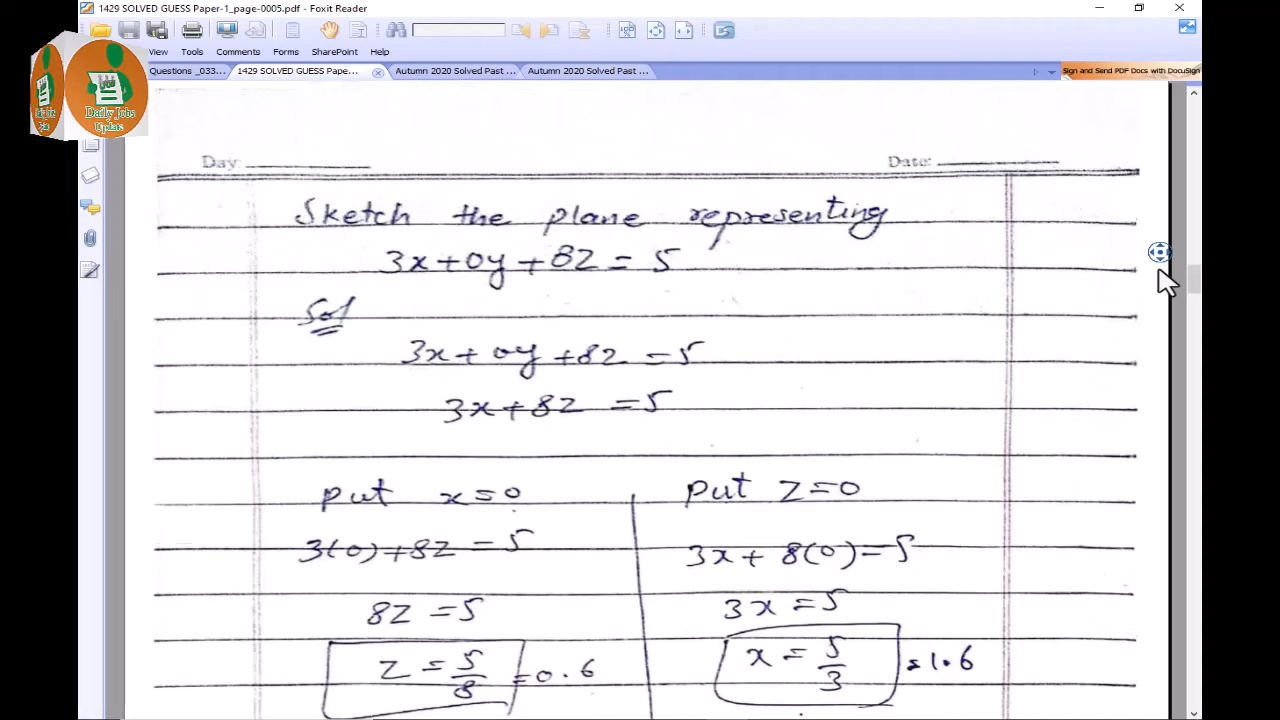 1429 SOLVED GUESS Paper-1_page-0005.pdf - Foxit Reader
View Tools Comments Forms SharePoint Help
Questions _033... 1429 SOLVED GUESS Pape... Autumn 2020 Solved Past ... Autumn 2020 Solved Past ... Sign and Send PDF Docs with DocuSign
Daily Jobs
Update
Day: Date:
Sketch the plane representing
3x+0y+8z = 5
Sol
3x+0y+8z = 5
3x+8z = 5
put x=0
3(0)+8z = 5
8z = 5
z = 5/8 = 0.6
put z=0
3x+8(0)=5
3x = 5
x = 5/3 = 1.6